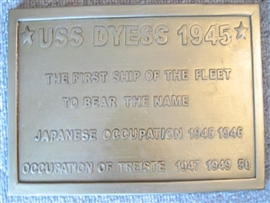 USS DYESS 1945
THE FIRST SHIP OF THE FLEET
TO BEAR THE NAME
JAPANESE OCCUPATION 1945 1946
OCCUPATION OF TREISTE 1947 1949 50